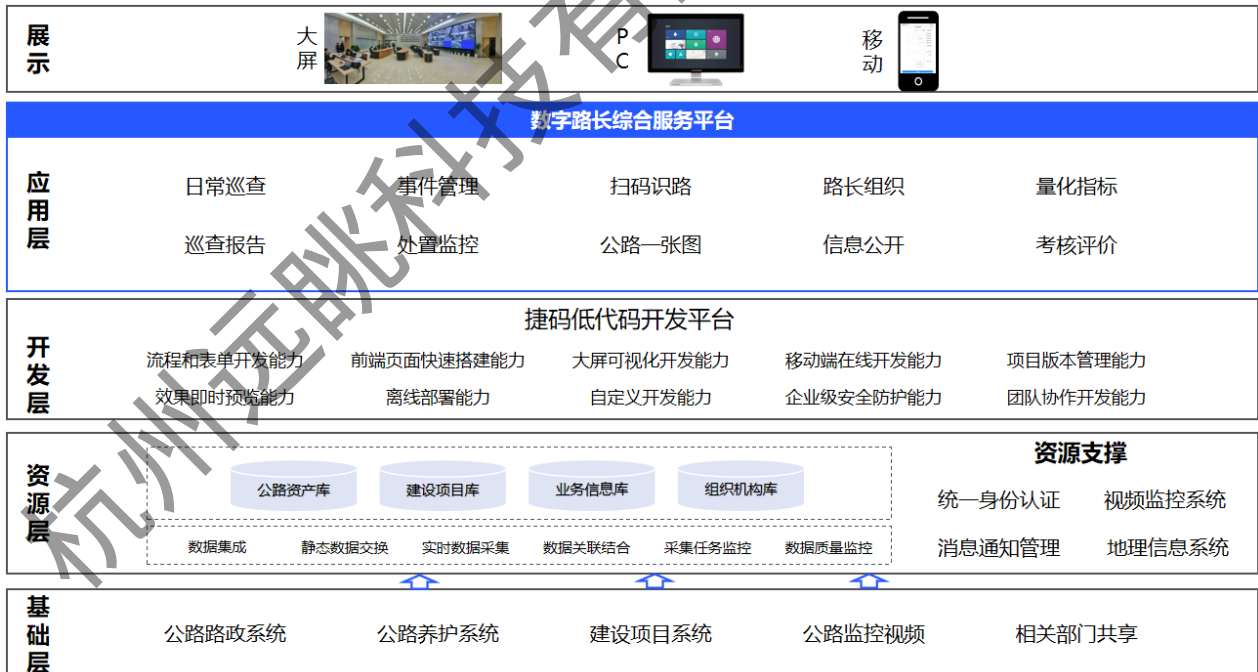 展示
大屏
PC
移动
数字路长综合服务平台
应用层
日常巡查 事件管理 扫码识路 路长组织 量化指标
巡查报告 处置监控 公路一张图 信息公开 考核评价
开发层
捷码低代码开发平台
流程和表单开发能力 前端页面快速搭建能力 大屏可视化开发能力 移动端在线开发能力 项目版本管理能力
效果即时预览能力 离线部署能力 自定义开发能力 企业级安全防护能力 团队协作开发能力
资源层
公路资产库 建设项目库 业务信息库 组织机构库
数据集成 静态数据交换 实时数据采集 数据关联结合 采集任务监控 数据质量监控
资源支撑
统一身份认证 视频监控系统
消息通知管理 地理信息系统
基础层
公路路政系统 公路养护系统 建设项目系统 公路监控视频 相关部门共享
杭州远眺科技有